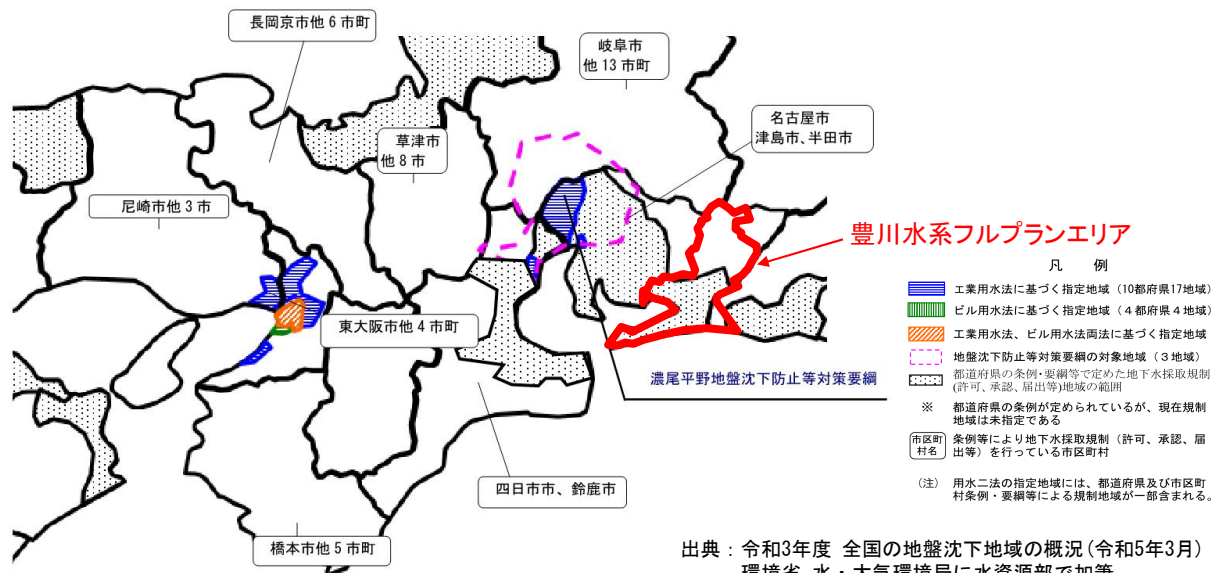 長岡京市他6市町
岐阜市
他13市町
名古屋市
津島市、半田市
草津市
他8市
尼崎市他3市
豊川水系フルプランエリア
凡 例
工業用水法に基づく指定地域（10都府県17地域）
ビル用水法に基づく指定地域（４都府県４地域）
工業用水法、ビル用水法両法に基づく指定地域
地盤沈下防止等対策要綱の対象地域（３地域）
都道府県の条例・要綱等で定めた地下水採取規制
(許可、承認、届出等)地域の範囲
※ 都道府県の条例が定められているが、現在規制
地域は未指定である
市区町
村名
条例等により地下水採取規制（許可、承認、届
出等）を行っている市区町村
（注） 用水二法の指定地域には、都道府県及び市区町
村条例・要綱等による規制地域が一部含まれる。
東大阪市他4市町
濃尾平野地盤沈下防止等対策要綱
四日市市、鈴鹿市
橋本市他5市町
出典：令和3年度 全国の地盤沈下地域の概況(令和5年3月)
環境省 水・大気環境局に水資源部で加筆